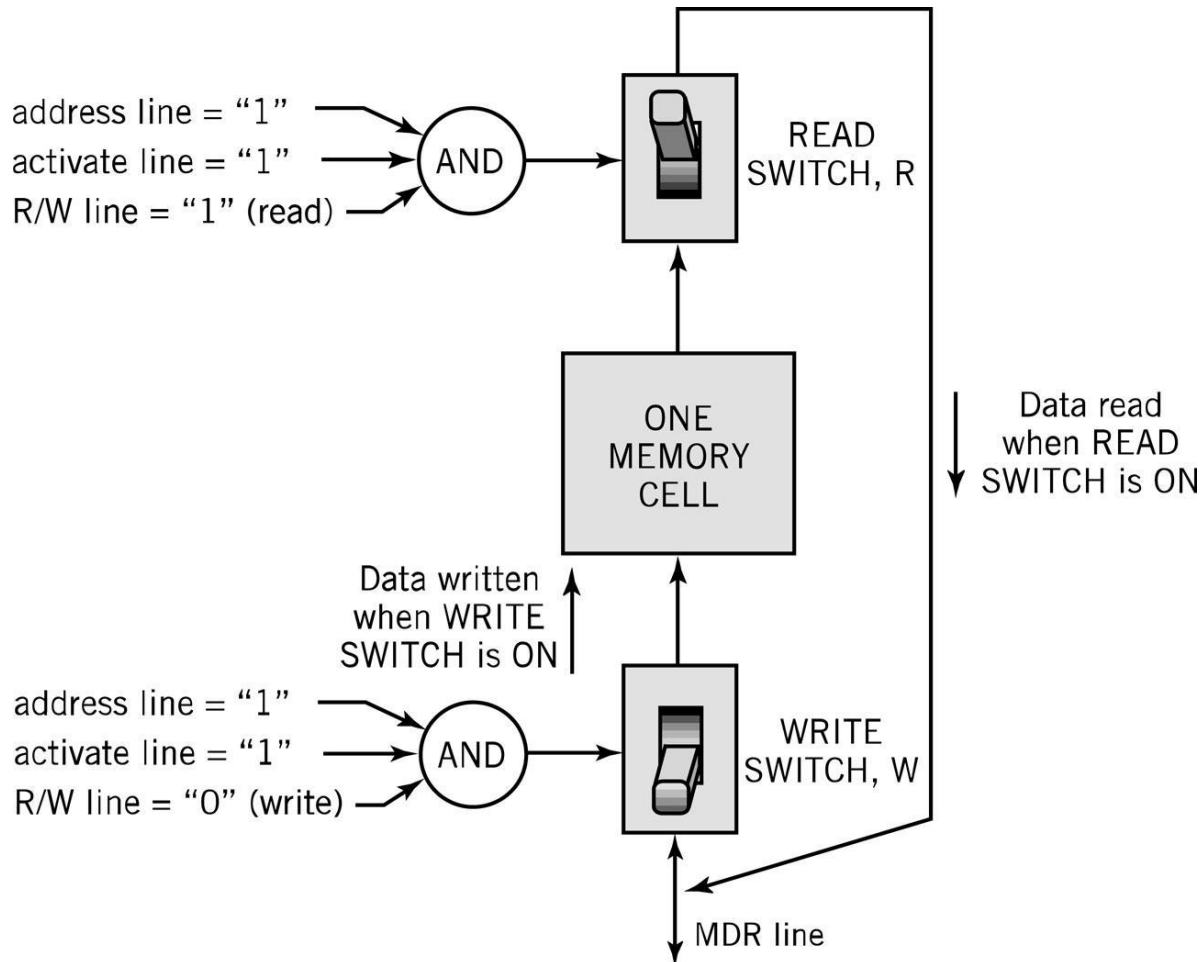 address line = “1”
activate line = “1”
R/W line = “1” (read)
AND
READ
SWITCH, R
ONE
MEMORY
CELL
Data read
when READ
SWITCH is ON
Data written
when WRITE
SWITCH is ON
address line = “1”
activate line = “1”
R/W line = “0” (write)
AND
WRITE
SWITCH, W
MDR line